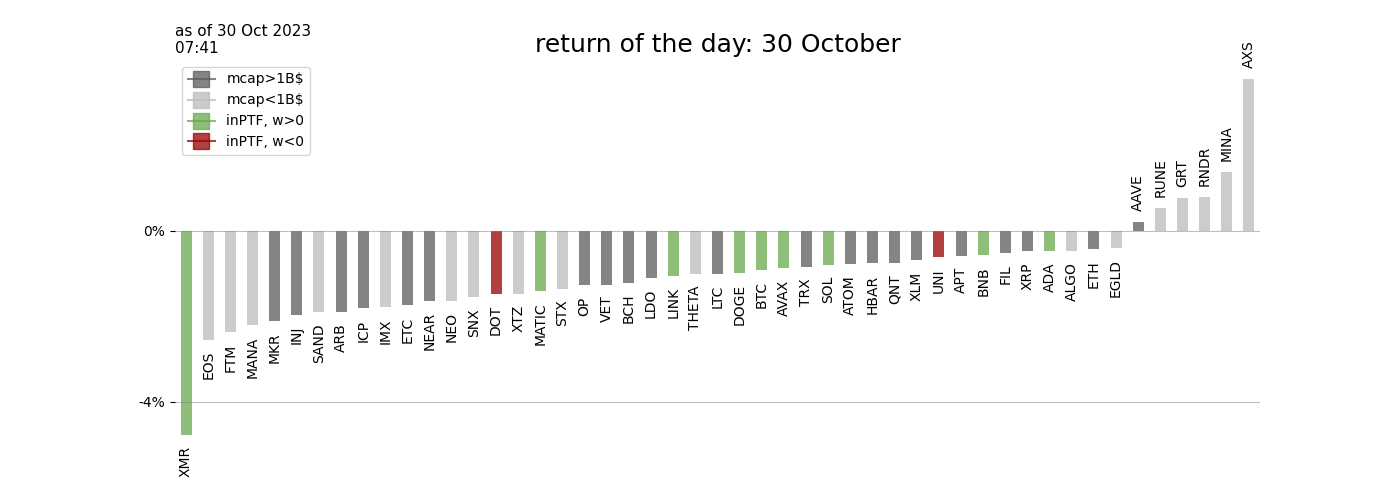 as of 30 Oct 2023
07:41
return of the day: 30 October
mcap>1B$
mcap<1B$
inPTF, w>0
inPTF, w<0
0%
-4%
XMR
EOS
FTM
MANA
MKR
INJ
SAND
ARB
ICP
IMX
ETC
NEAR
NEO
SNX
DOT
XTZ
MATIC
STX
OP
VET
BCH
LDO
LINK
THETA
LTC
DOGE
BTC
AVAX
TRX
SOL
ATOM
HBAR
QNT
XLM
UNI
APT
BNB
FIL
XRP
ADA
ALGO
ETH
EGLD
AAVE
RUNE
GRT
RNDR
MINA
AXS